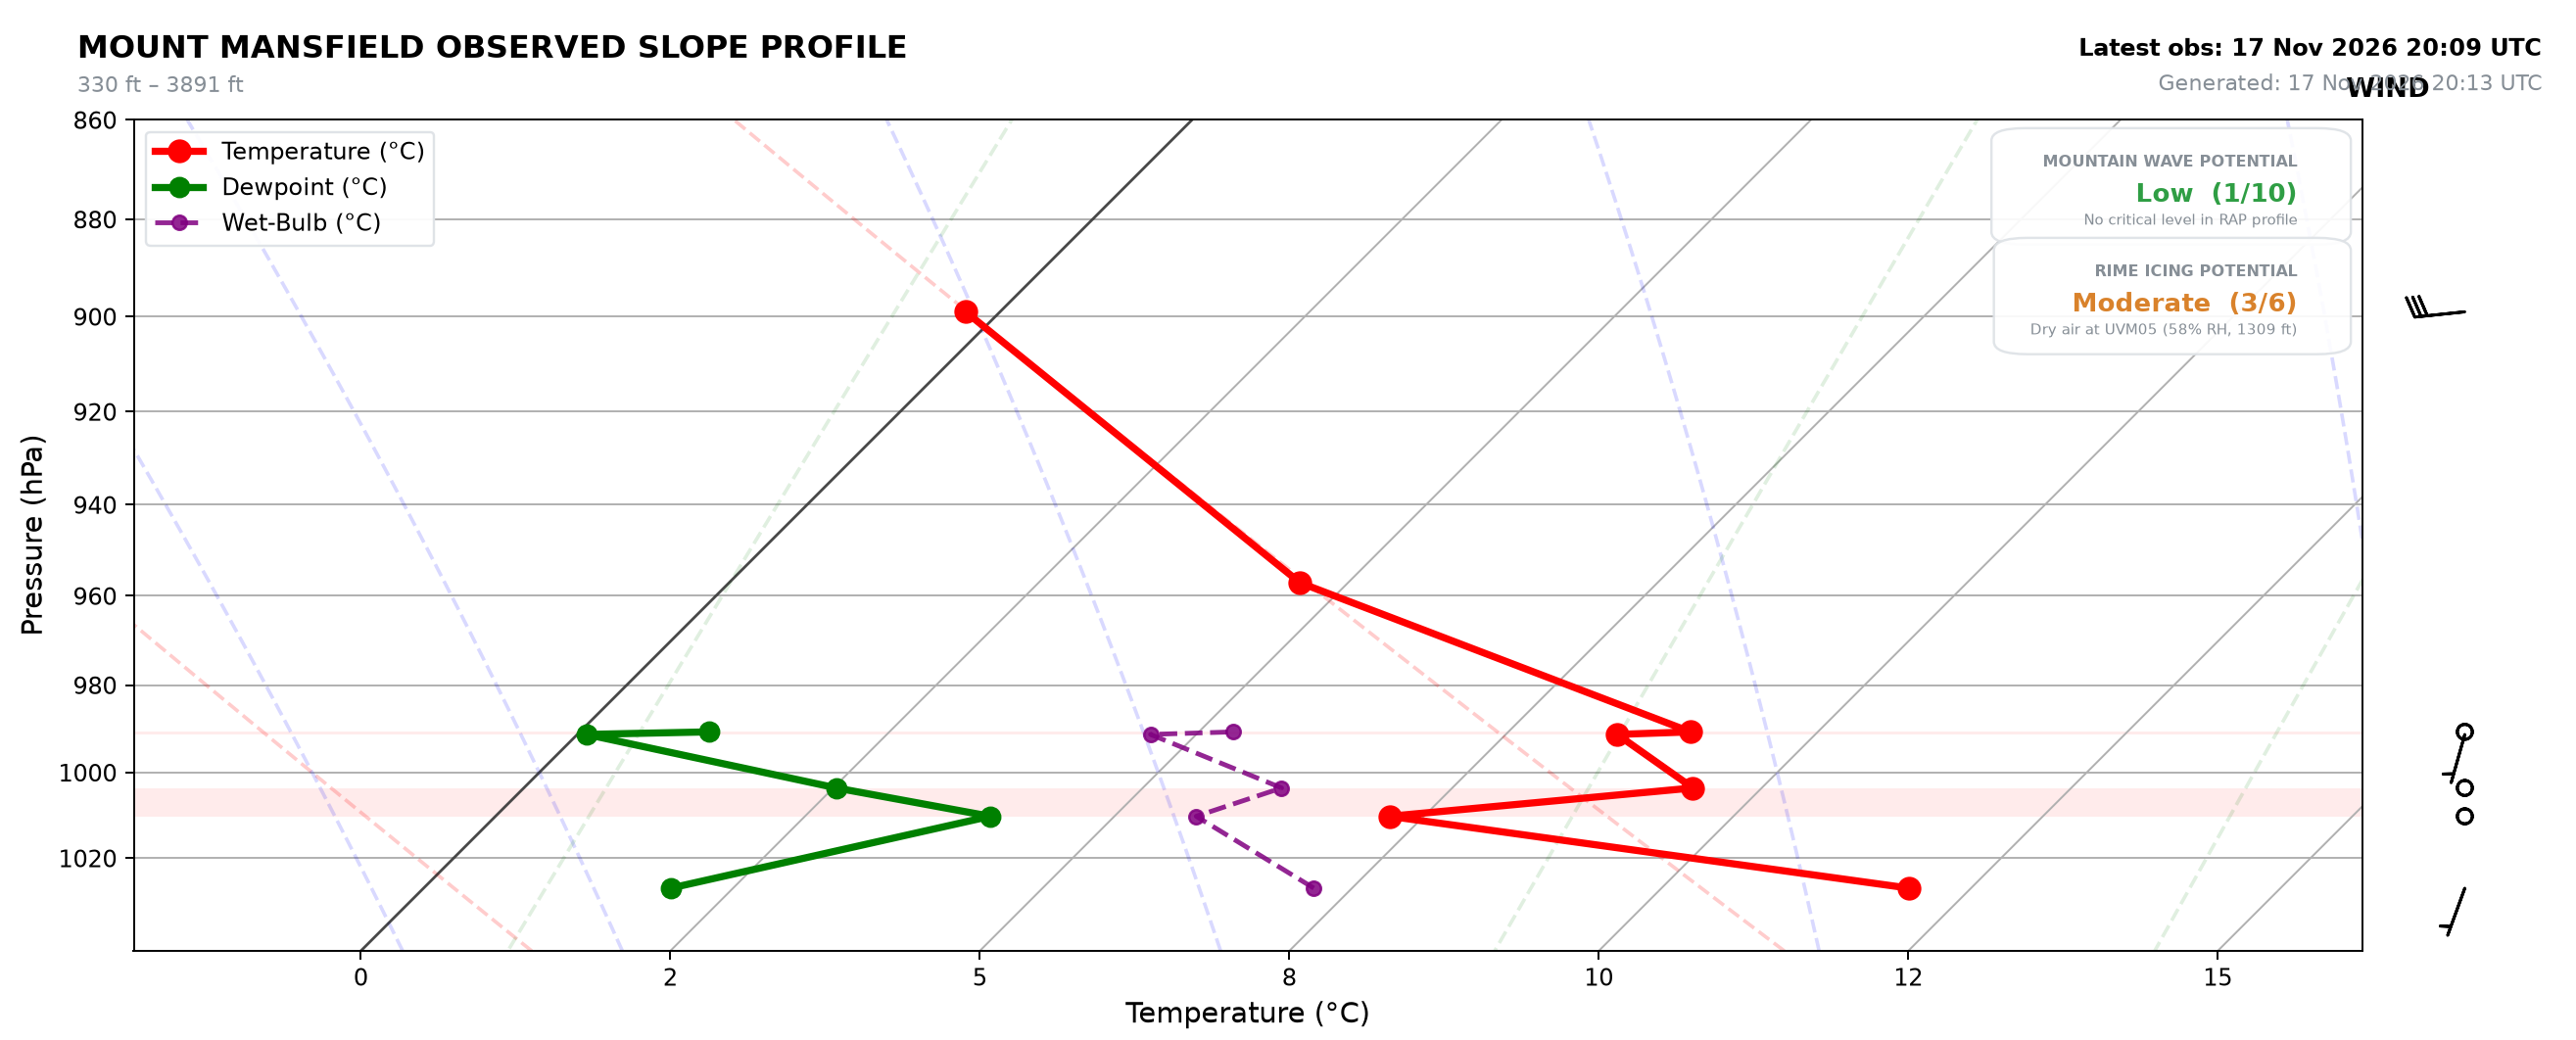 MOUNT MANSFIELD OBSERVED SLOPE PROFILE
330 ft – 3891 ft
Latest obs: 17 Nov 2026 20:09 UTC
Generated: 17 Nov 2026 20:13 UTC
WIND
Temperature (°C)
Dewpoint (°C)
Wet-Bulb (°C)
MOUNTAIN WAVE POTENTIAL
Low (1/10)
No critical level in RAP profile
RIME ICING POTENTIAL
Moderate (3/6)
Dry air at UVM05 (58% RH, 1309 ft)
Pressure (hPa)
860
880
900
920
940
960
980
1000
1020
0 2 5 8 10 12 15
Temperature (°C)